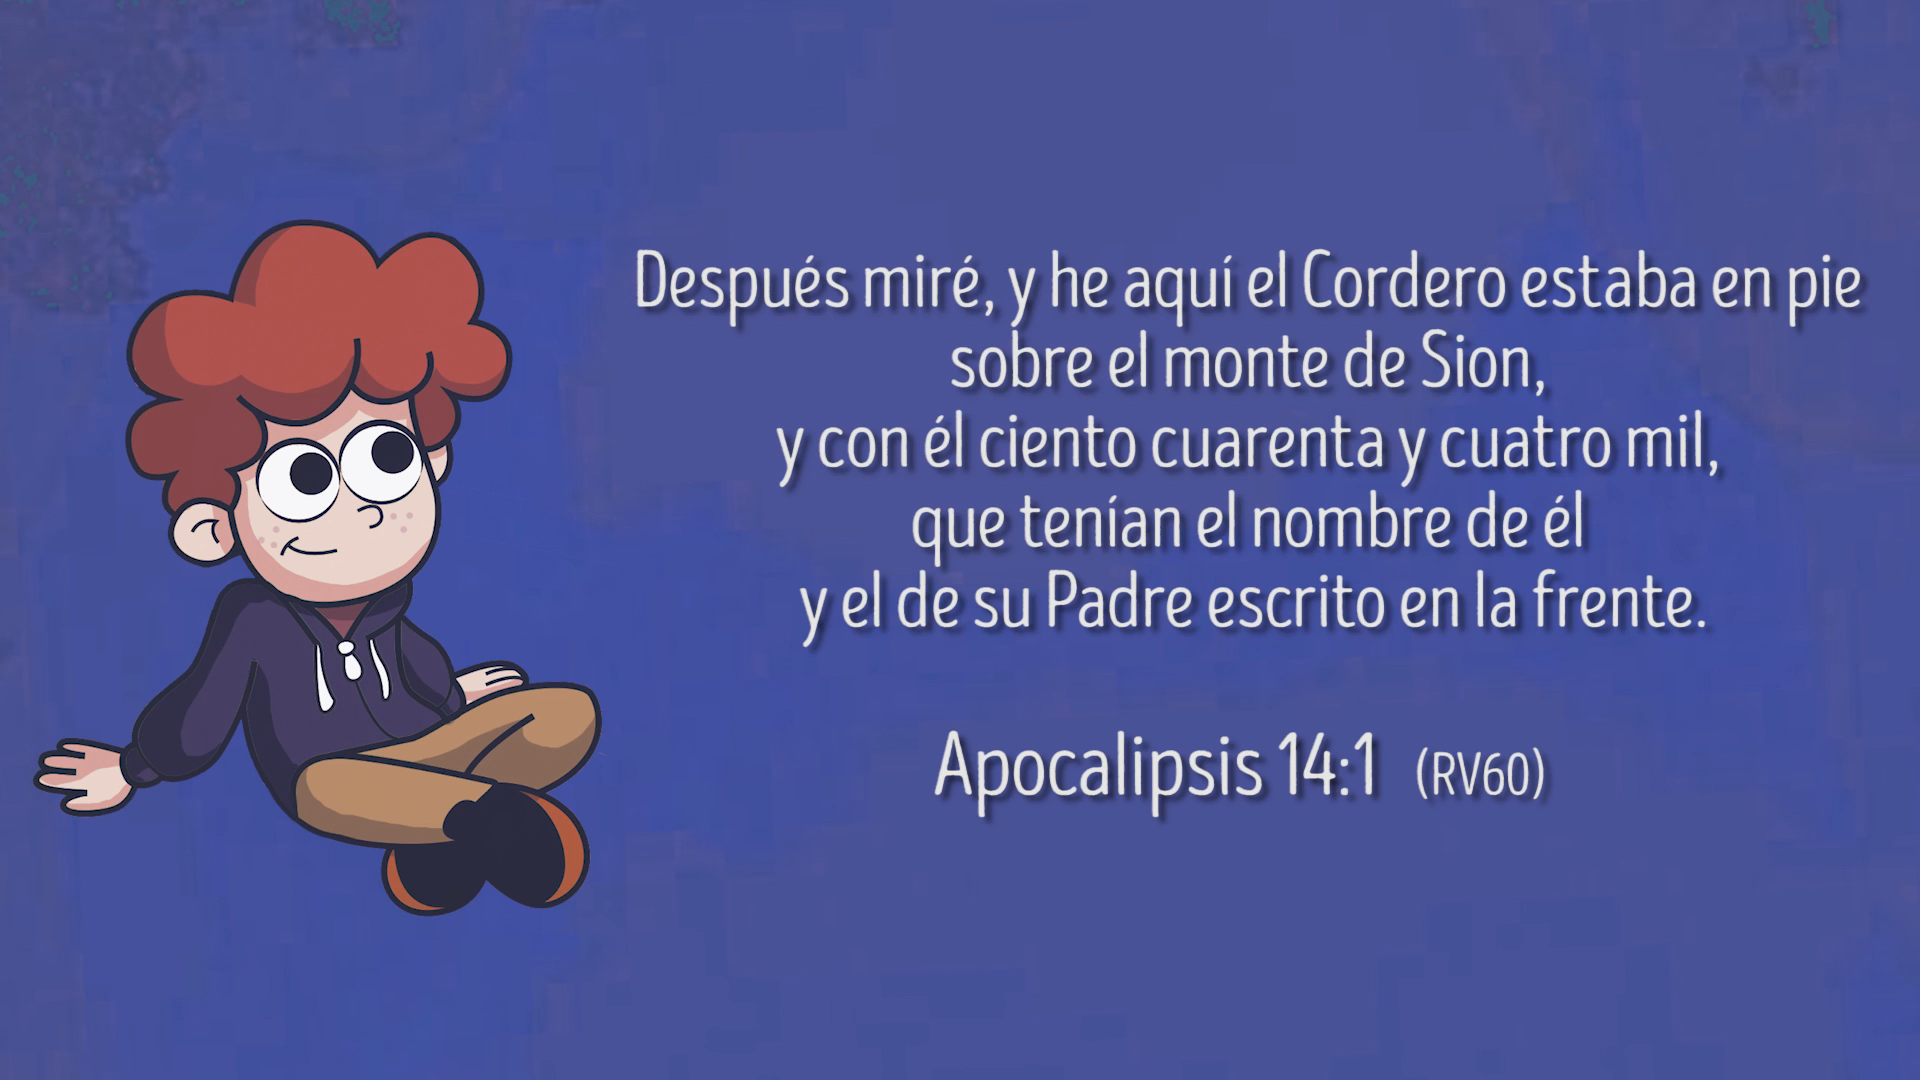 Después miré, y he aquí el Cordero estaba en pie
sobre el monte de Sion,
y con él ciento cuarenta y cuatro mil,
que tenían el nombre de él
y el de su Padre escrito en la frente.
Apocalipsis 14:1 (RV60)